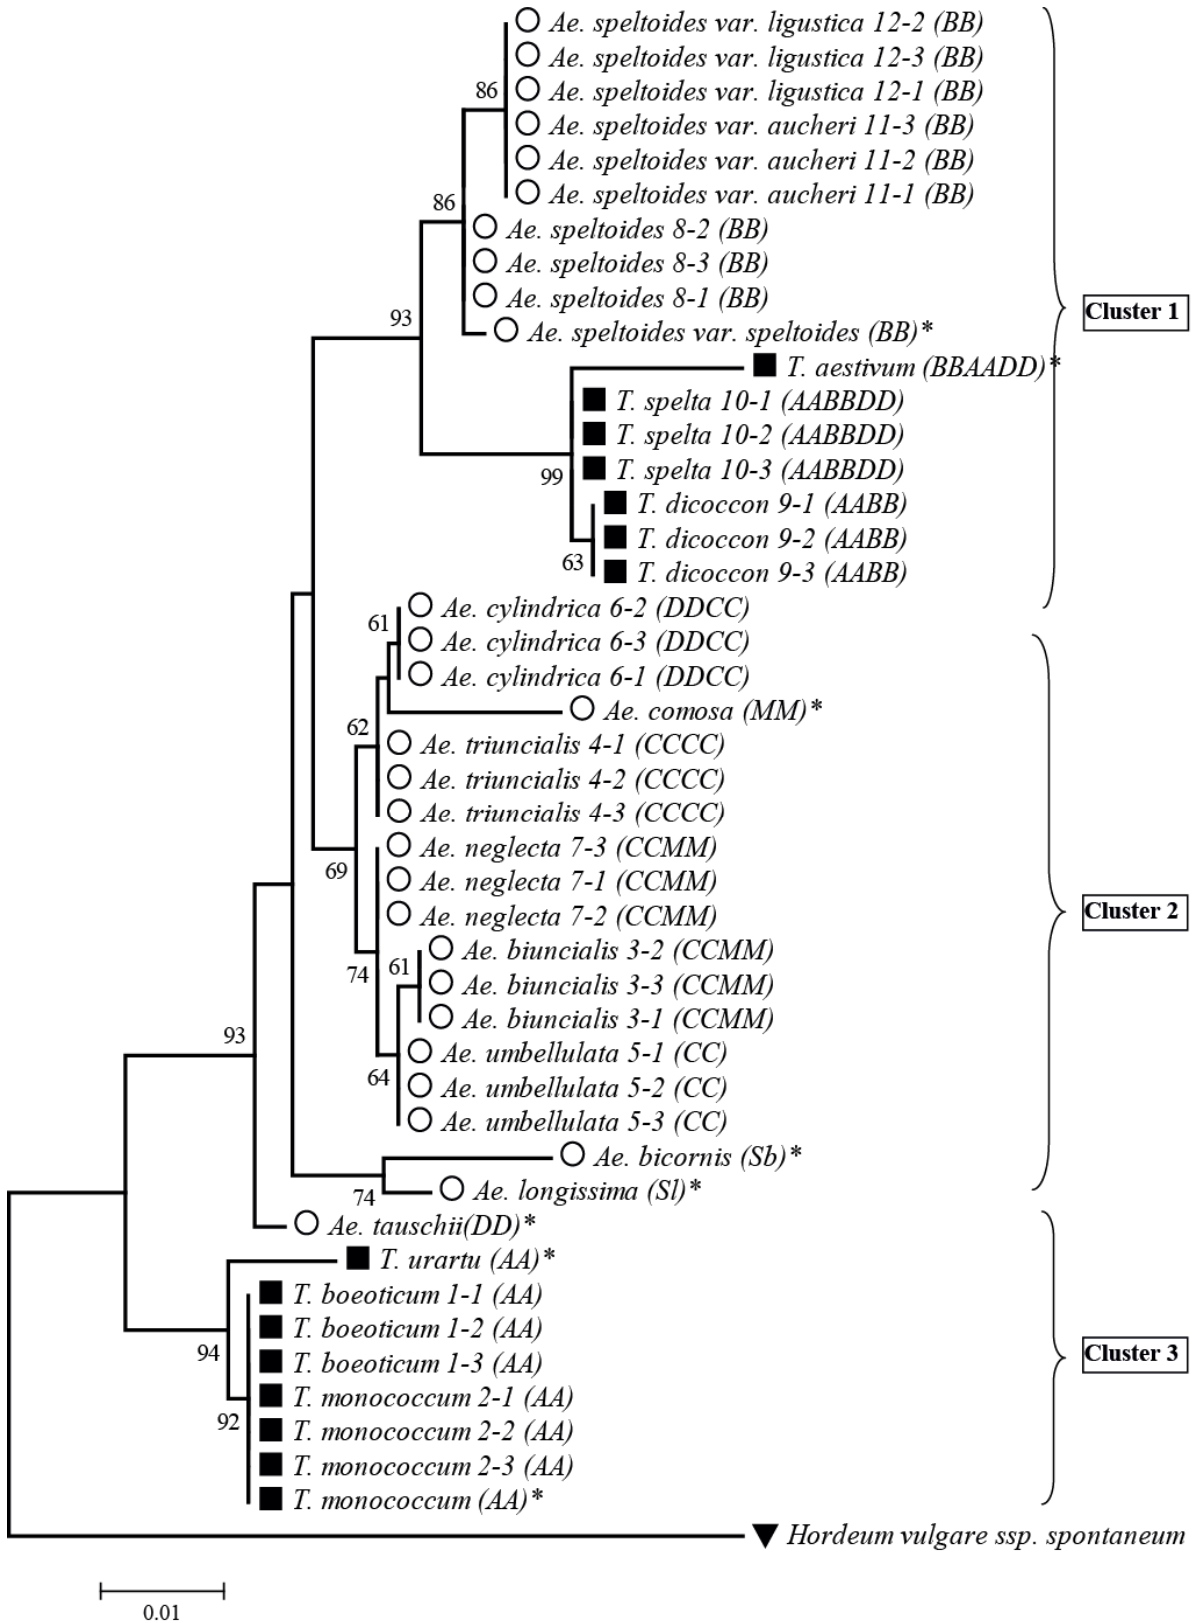 Ae. speltoides var. ligustica 12-2 (BB)
Ae. speltoides var. ligustica 12-3 (BB)
86
Ae. speltoides var. ligustica 12-1 (BB)
Ae. speltoides var. aucheri 11-3 (BB)
Ae. speltoides var. aucheri 11-2 (BB)
Ae. speltoides var. aucheri 11-1 (BB)
86
Ae. speltoides 8-2 (BB)
Ae. speltoides 8-3 (BB)
Ae. speltoides 8-1 (BB)
Cluster 1
93
Ae. speltoides var. speltoides (BB)*
T. aestivum (BBAADD)*
T. spelta 10-1 (AABBDD)
T. spelta 10-2 (AABBDD)
T. spelta 10-3 (AABBDD)
99
T. dicoccon 9-1 (AABB)
T. dicoccon 9-2 (AABB)
63
T. dicoccon 9-3 (AABB)
Ae. cylindrica 6-2 (DDCC)
61
Ae. cylindrica 6-3 (DDCC)
Ae. cylindrica 6-1 (DDCC)
Ae. comosa (MM)*
62
Ae. triuncialis 4-1 (CCCC)
Ae. triuncialis 4-2 (CCCC)
Ae. triuncialis 4-3 (CCCC)
Ae. neglecta 7-3 (CCMM)
69
Ae. neglecta 7-1 (CCMM)
Ae. neglecta 7-2 (CCMM)
Cluster 2
Ae. biuncialis 3-2 (CCMM)
74
61
Ae. biuncialis 3-3 (CCMM)
Ae. biuncialis 3-1 (CCMM)
93
Ae. umbellulata 5-1 (CC)
64
Ae. umbellulata 5-2 (CC)
Ae. umbellulata 5-3 (CC)
Ae. bicornis (Sb)*
74
Ae. longissima (Sl)*
Ae. tauschii(DD)*
T. urartu (AA)*
T. boeoticum 1-1 (AA)
T. boeoticum 1-2 (AA)
94
T. boeoticum 1-3 (AA)
Cluster 3
T. monococcum 2-1 (AA)
92
T. monococcum 2-2 (AA)
T. monococcum 2-3 (AA)
T. monococcum (AA)*
Hordeum vulgare ssp. spontaneum
0.01